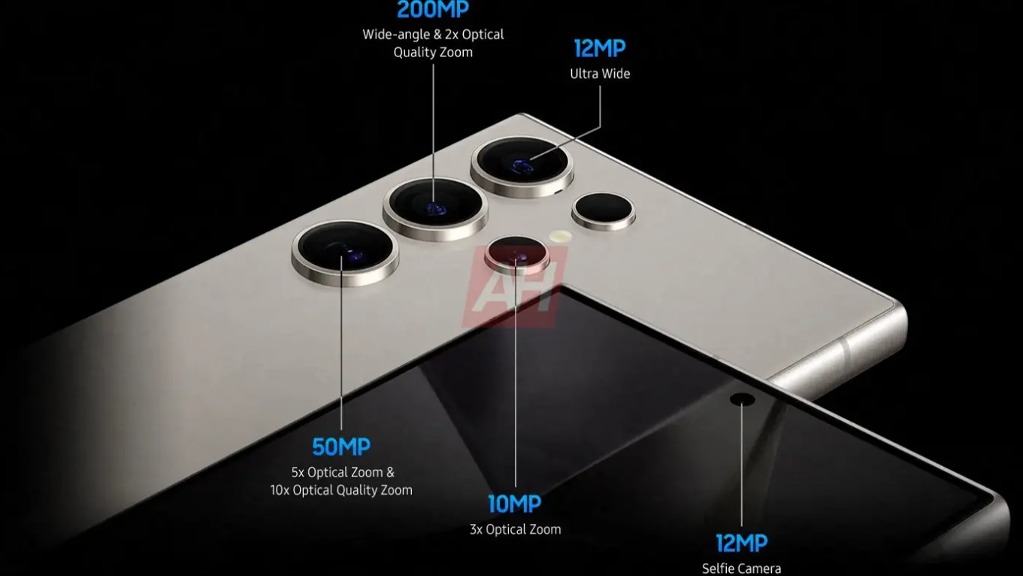 200MP
Wide-angle & 2x Optical
Quality Zoom
12MP
Ultra Wide
AH
50MP
5x Optical Zoom &
10x Optical Quality Zoom
10MP
3x Optical Zoom
12MP
Selfie Camera